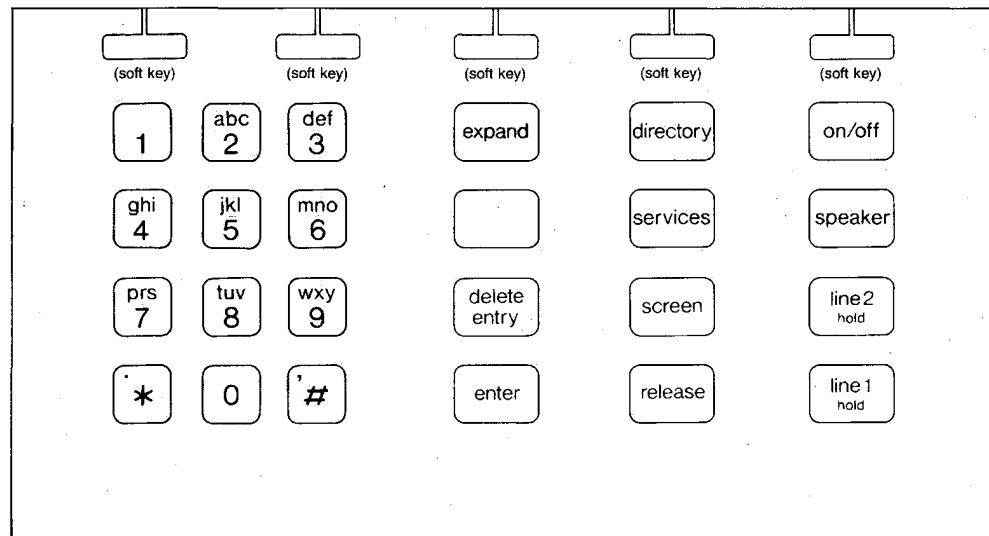 (soft key) (soft key) (soft key) (soft key) (soft key)
1 abc 2 def 3 expand directory on/off
ghi 4 jkl 5 mno 6 services speaker
prs 7 tuv 8 wxy 9 delete entry screen line 2 hold
. * 0 ' # enter release line 1 hold